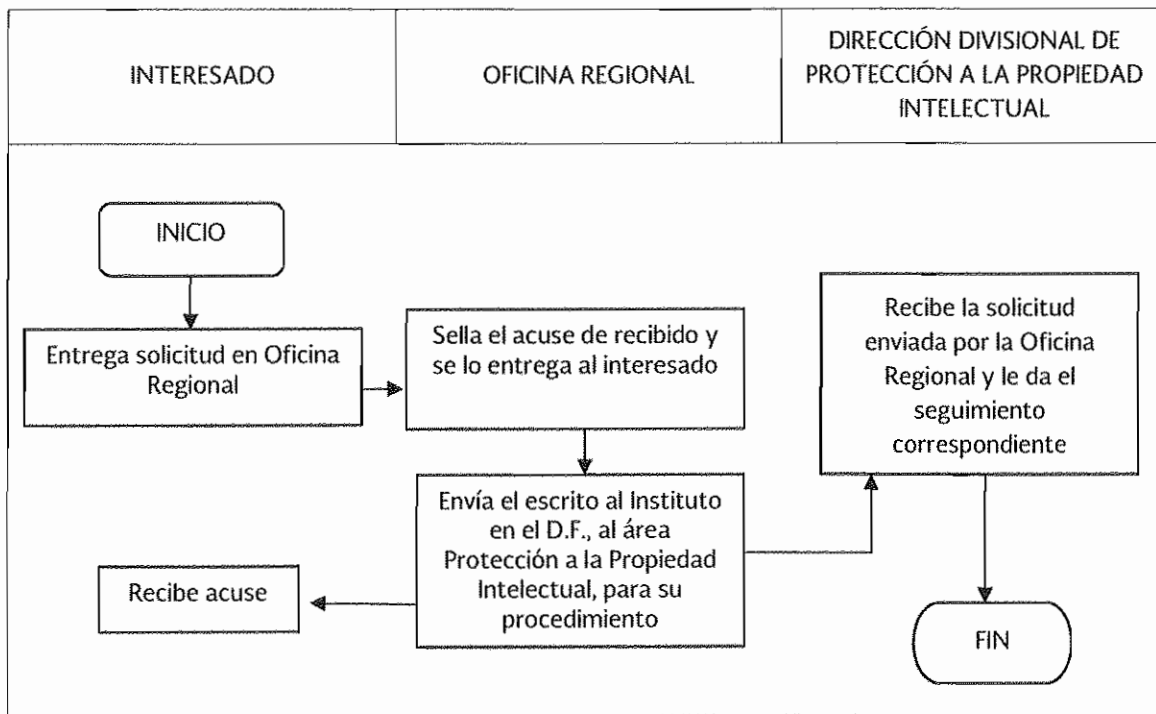 INTERESADO
OFICINA REGIONAL
DIRECCIÓN DIVISIONAL DE
PROTECCIÓN A LA PROPIEDAD
INTELECTUAL
INICIO
Entrega solicitud en Oficina
Regional
Sella el acuse de recibido y
se lo entrega al interesado
Envía el escrito al Instituto
en el D.F., al área
Protección a la Propiedad
Intelectual, para su
procedimiento
Recibe acuse
Recibe la solicitud
enviada por la Oficina
Regional y le da el
seguimiento
correspondiente
FIN